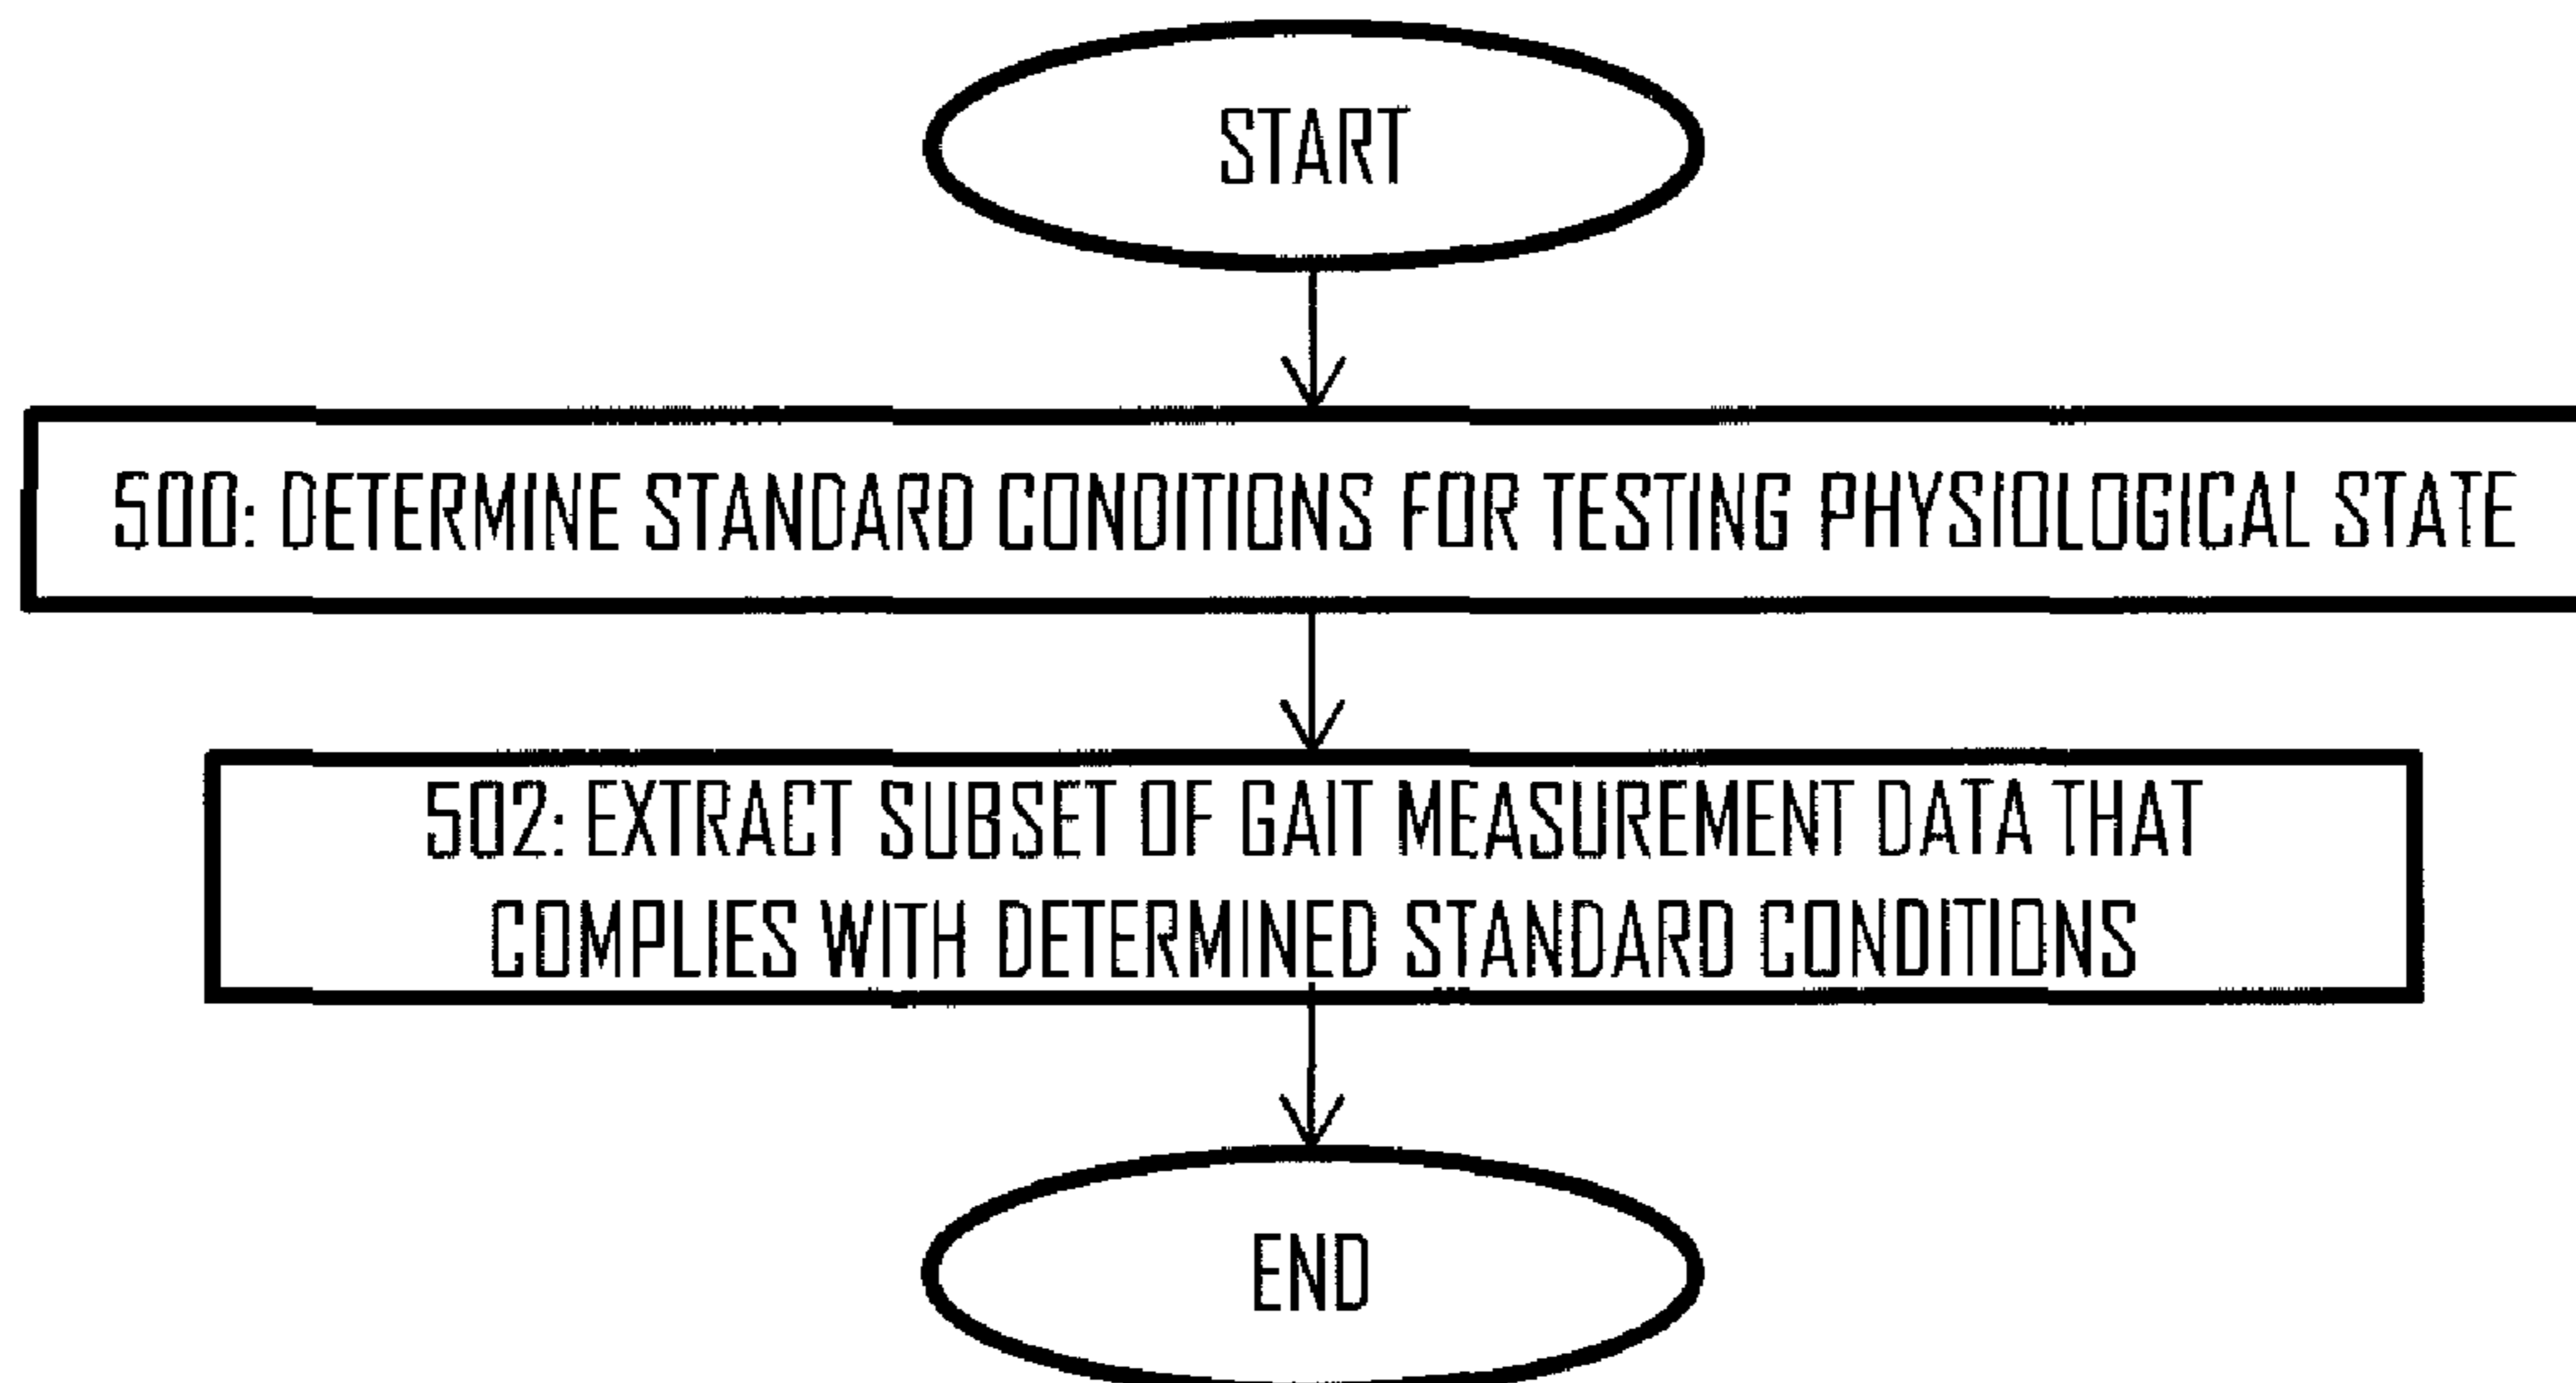 START
500: DETERMINE STANDARD CONDITIONS FOR TESTING PHYSIOLOGICAL STATE
502: EXTRACT SUBSET OF GAIT MEASUREMENT DATA THAT
COMPLIES WITH DETERMINED STANDARD CONDITIONS
END